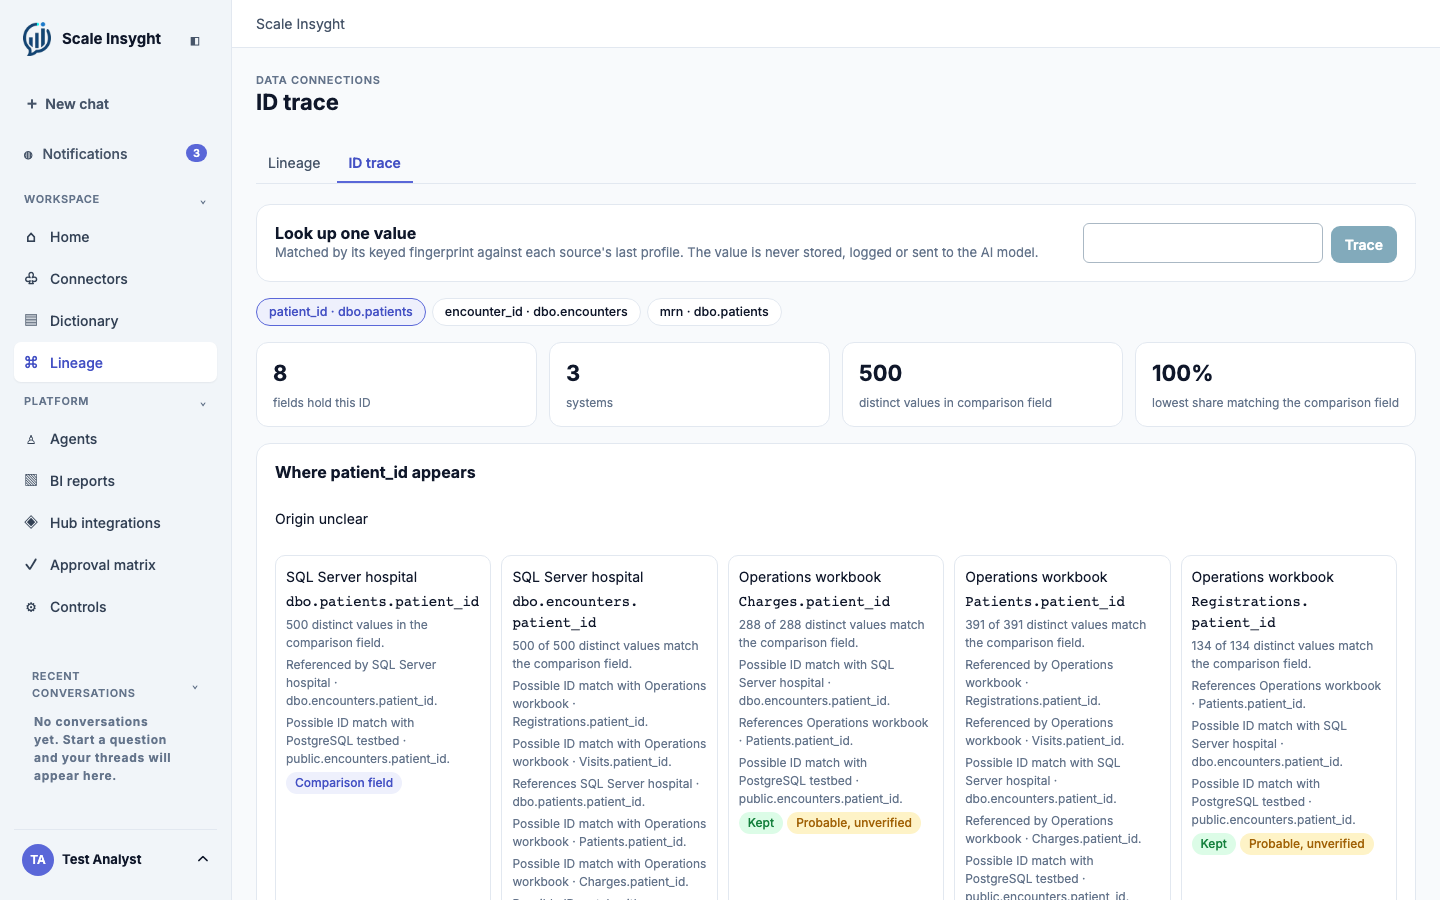 Scale Insyght
+ New chat
Notifications
3
WORKSPACE
Home
Connectors
Dictionary
Lineage
PLATFORM
Agents
BI reports
Hub integrations
Approval matrix
Controls
RECENT
CONVERSATIONS
No conversations
yet. Start a question
and your threads will
appear here.
TA
Test Analyst
Scale Insyght
DATA CONNECTIONS
ID trace
Lineage
ID trace
Look up one value
Matched by its keyed fingerprint against each source's last profile. The value is never stored, logged or sent to the AI model.
Trace
patient_id · dbo.patients
encounter_id · dbo.encounters
mrn · dbo.patients
8
fields hold this ID
3
systems
500
distinct values in comparison field
100%
lowest share matching the comparison field
Where patient_id appears
Origin unclear
SQL Server hospital
dbo.patients.patient_id
500 distinct values in the
comparison field.
Referenced by SQL Server
hospital ·
dbo.encounters.patient_id.
Possible ID match with
PostgreSQL testbed ·
public.encounters.patient_id.
Comparison field
SQL Server hospital
dbo.encounters.
patient_id
500 of 500 distinct values match
the comparison field.
Possible ID match with Operations
workbook ·
Registrations.patient_id.
Possible ID match with Operations
workbook · Visits.patient_id.
References SQL Server hospital ·
dbo.patients.patient_id.
Possible ID match with Operations
workbook · Patients.patient_id.
Possible ID match with Operations
workbook · Charges.patient_id.
Operations workbook
Charges.patient_id
288 of 288 distinct values match
the comparison field.
Possible ID match with SQL
Server hospital ·
dbo.encounters.patient_id.
References Operations workbook
· Patients.patient_id.
Possible ID match with
PostgreSQL testbed ·
public.encounters.patient_id.
Kept
Probable, unverified
Operations workbook
Patients.patient_id
391 of 391 distinct values match
the comparison field.
Referenced by Operations
workbook ·
Registrations.patient_id.
Referenced by Operations
workbook · Visits.patient_id.
Possible ID match with SQL
Server hospital ·
dbo.encounters.patient_id.
Referenced by Operations
workbook · Charges.patient_id.
Possible ID match with
PostgreSQL testbed ·
public.encounters.patient_id.
Operations workbook
Registrations.
patient_id
134 of 134 distinct values match
the comparison field.
References Operations workbook
· Patients.patient_id.
Possible ID match with SQL
Server hospital ·
dbo.encounters.patient_id.
Possible ID match with
PostgreSQL testbed ·
public.encounters.patient_id.
Kept
Probable, unverified